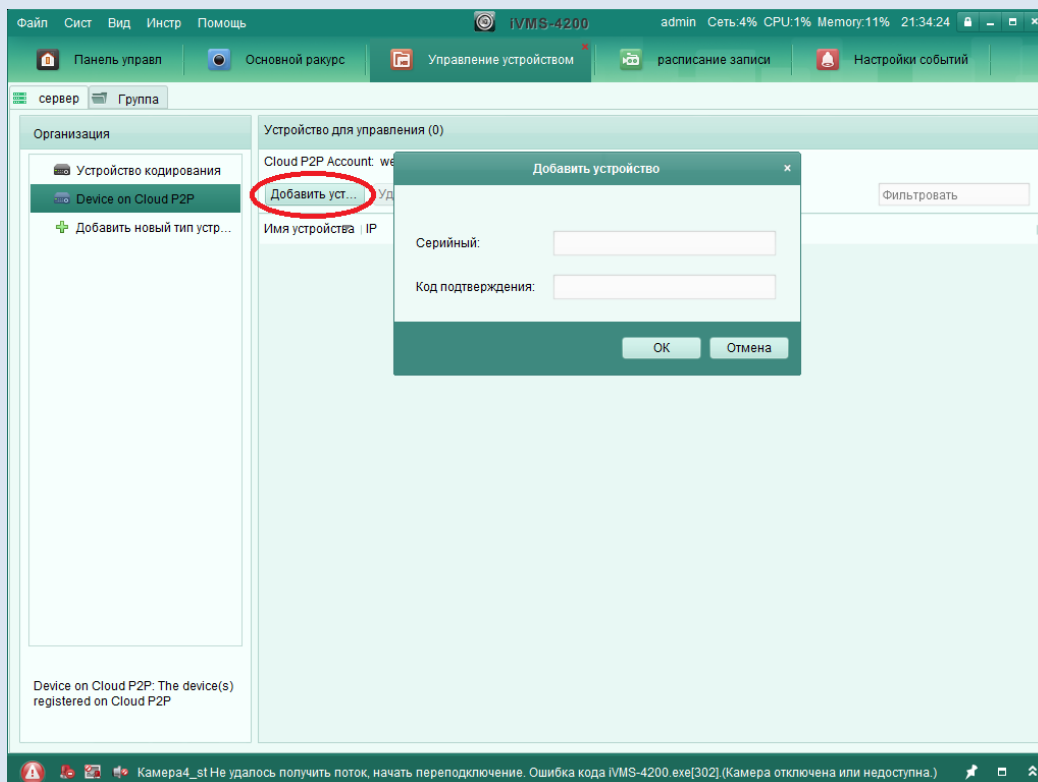 Файл Сист Вид Инстр Помощь iVMS-4200 admin Сеть:4% CPU:1% Memory:11% 21:34:24
Панель управл Основной ракурс Управление устройством расписание записи Настройки событий
сервер Группа
Организация
Устройство кодирования
Device on Cloud P2P
Добавить новый тип устр...
Device on Cloud P2P: The device(s)
registered on Cloud P2P
Устройство для управления (0)
Cloud P2P Account: we
Добавить уст... Уд Фильтровать
Имя устройства IP
Добавить устройство
Серийный:
Код подтверждения:
ОК Отмена
Камера4_st Не удалось получить поток, начать переподключение. Ошибка кода iVMS-4200.exe[302].(Камера отключена или недоступна.)